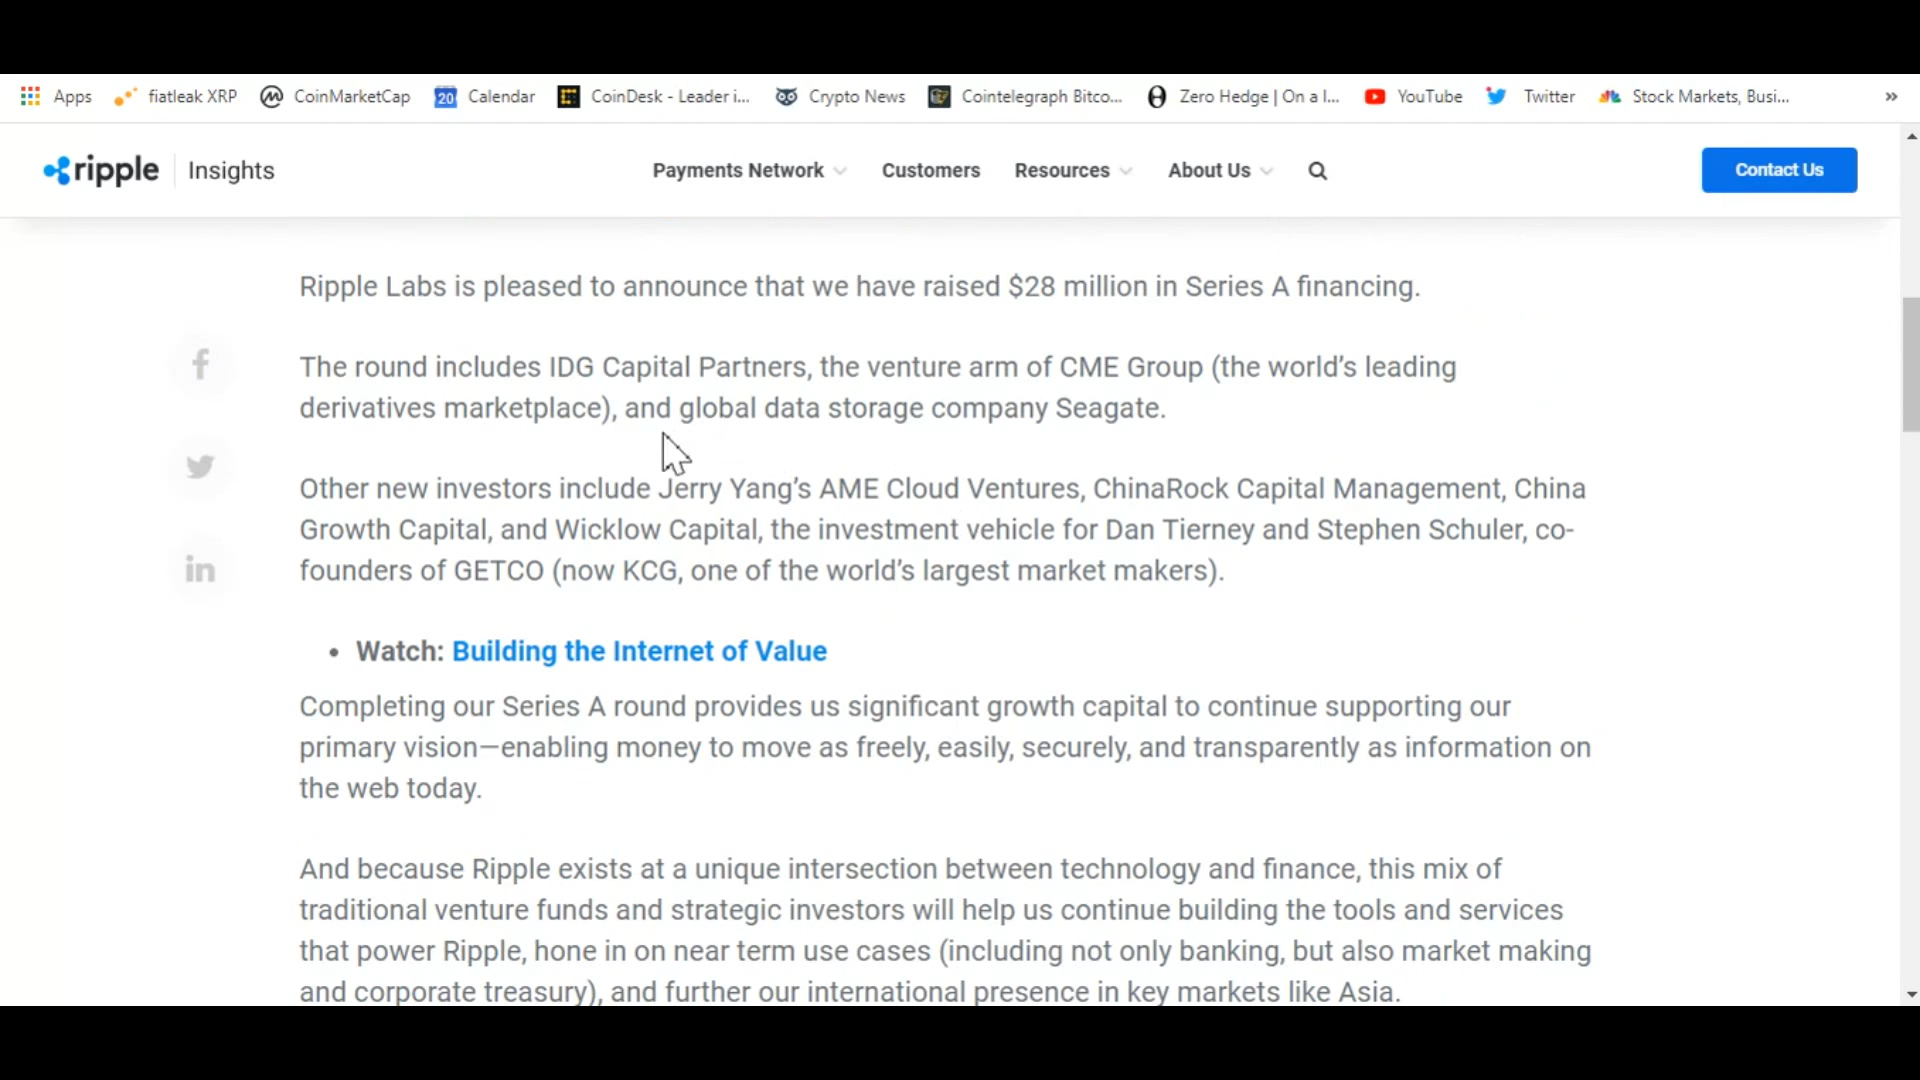 Apps fiatleak XRP CoinMarketCap 20 Calendar CoinDesk - Leader i... Crypto News Cointelegraph Bitco... Zero Hedge | On a l... YouTube Twitter Stock Markets, Busi... »
ripple Insights Payments Network Customers Resources About Us Contact Us
Ripple Labs is pleased to announce that we have raised $28 million in Series A financing.
The round includes IDG Capital Partners, the venture arm of CME Group (the world’s leading
derivatives marketplace), and global data storage company Seagate.
Other new investors include Jerry Yang’s AME Cloud Ventures, ChinaRock Capital Management, China
Growth Capital, and Wicklow Capital, the investment vehicle for Dan Tierney and Stephen Schuler, co-
founders of GETCO (now KCG, one of the world’s largest market makers).
• Watch: Building the Internet of Value
Completing our Series A round provides us significant growth capital to continue supporting our
primary vision—enabling money to move as freely, easily, securely, and transparently as information on
the web today.
And because Ripple exists at a unique intersection between technology and finance, this mix of
traditional venture funds and strategic investors will help us continue building the tools and services
that power Ripple, hone in on near term use cases (including not only banking, but also market making
and corporate treasury), and further our international presence in key markets like Asia.